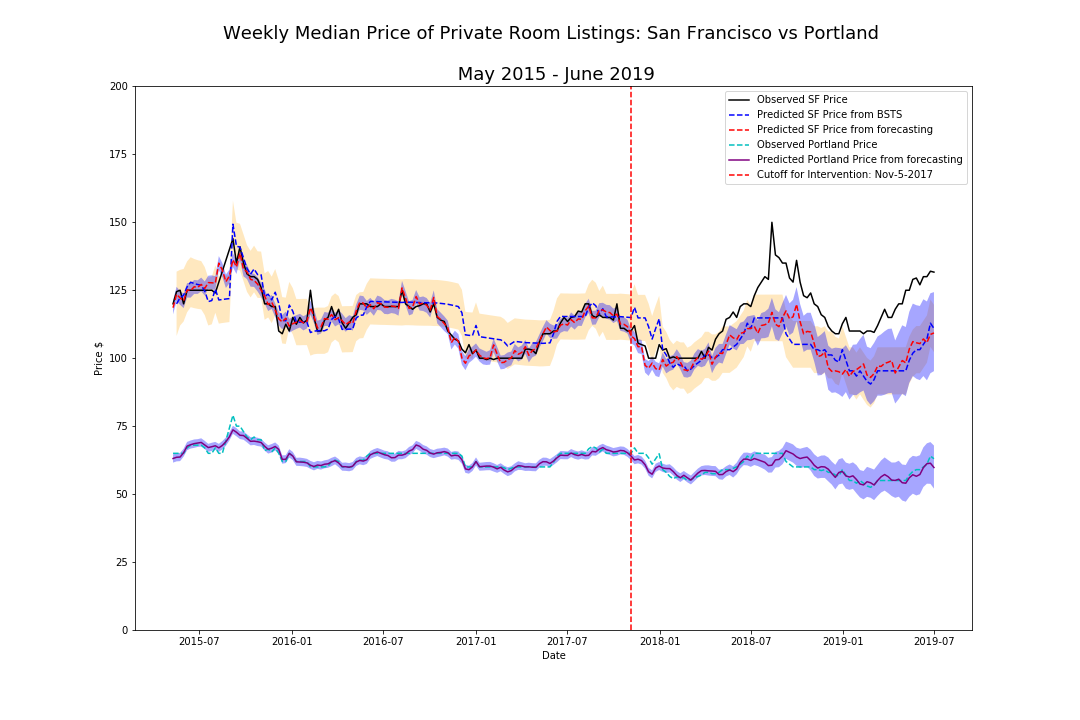 Weekly Median Price of Private Room Listings: San Francisco vs Portland
May 2015 - June 2019
200
175
150
125
100
75
50
25
0
Price $
Observed SF Price
Predicted SF Price from BSTS
Predicted SF Price from forecasting
Observed Portland Price
Predicted Portland Price from forecasting
Cutoff for Intervention: Nov-5-2017
2015-07 2016-01 2016-07 2017-01 2017-07 2018-01 2018-07 2019-01 2019-07
Date